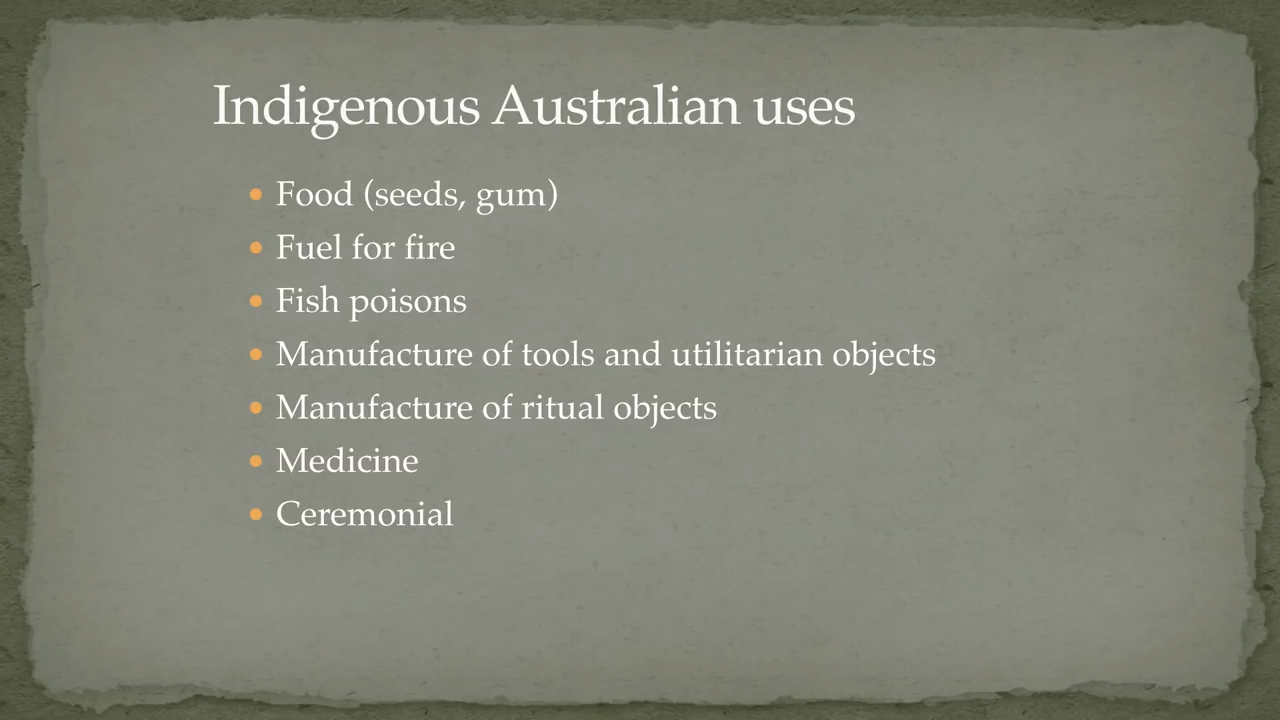 Indigenous Australian uses
• Food (seeds, gum)
• Fuel for fire
• Fish poisons
• Manufacture of tools and utilitarian objects
• Manufacture of ritual objects
• Medicine
• Ceremonial